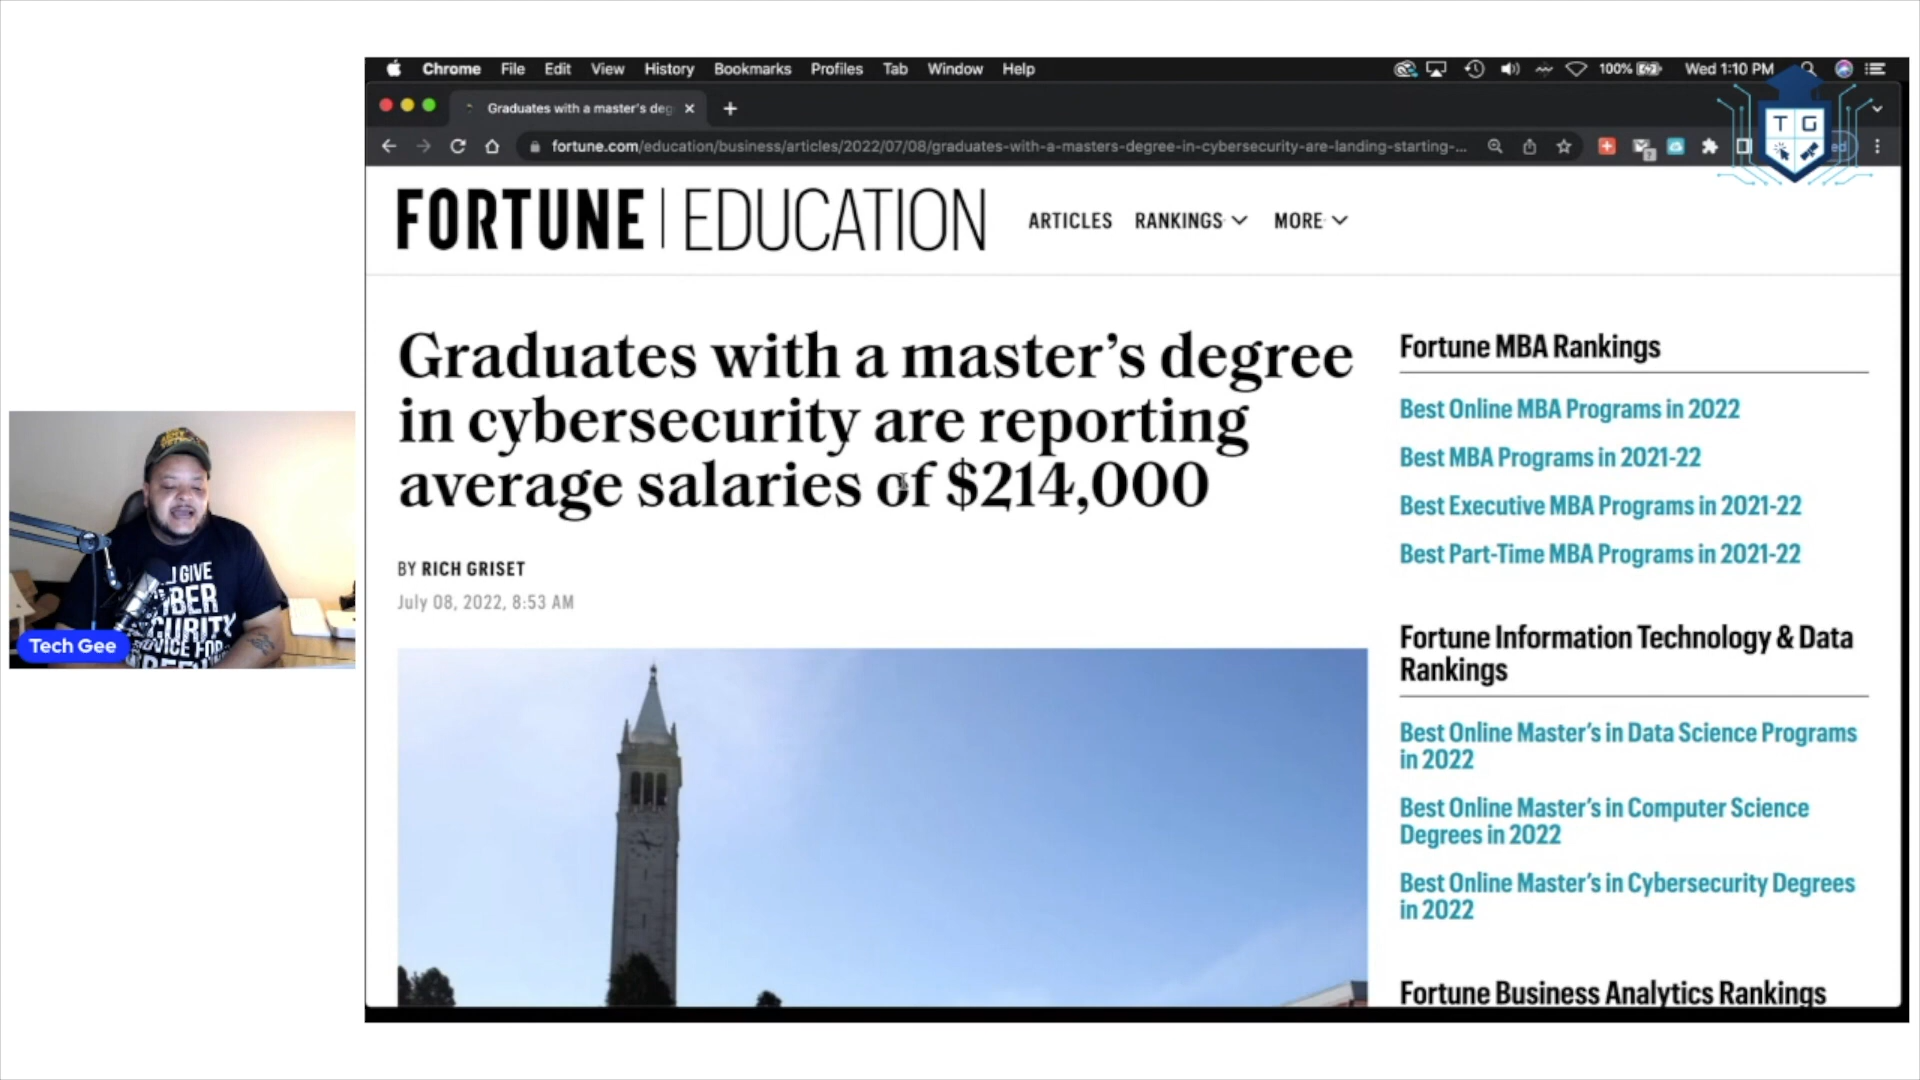 Chrome File Edit View History Bookmarks Profiles Tab Window Help
100% Wed 1:10 PM
Graduates with a master's deg
fortune.com/education/business/articles/2022/07/08/graduates-with-a-masters-degree-in-cybersecurity-are-landing-starting-...
T G
FORTUNE | EDUCATION
ARTICLES RANKINGS MORE
Graduates with a master's degree
in cybersecurity are reporting
average salaries of $214,000
BY RICH GRISET
July 08, 2022, 8:53 AM
Fortune MBA Rankings
Best Online MBA Programs in 2022
Best MBA Programs in 2021-22
Best Executive MBA Programs in 2021-22
Best Part-Time MBA Programs in 2021-22
Fortune Information Technology & Data
Rankings
Best Online Master's in Data Science Programs
in 2022
Best Online Master's in Computer Science
Degrees in 2022
Best Online Master's in Cybersecurity Degrees
in 2022
Fortune Business Analytics Rankings
I GIVE
Tech Gee